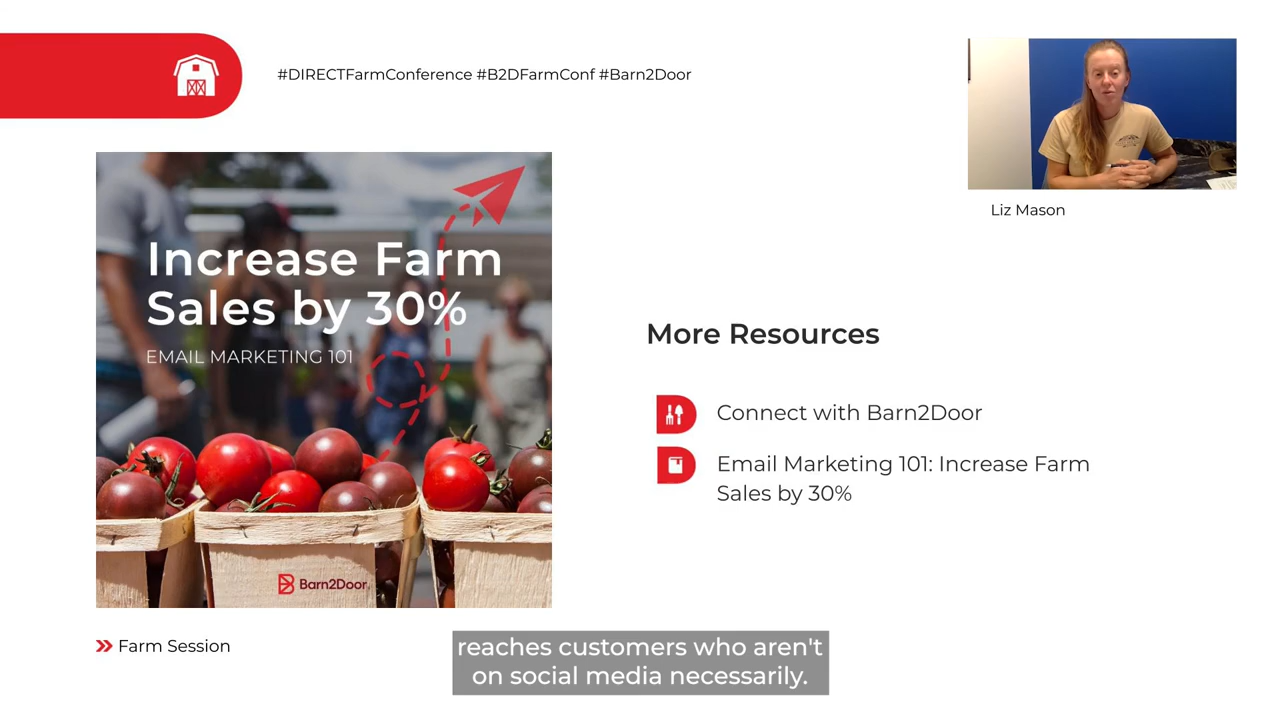 #DIRECTFarmConference #B2DFarmConf #Barn2Door
Liz Mason
Increase Farm
Sales by 30%
EMAIL MARKETING 101
Barn2Door
More Resources
Connect with Barn2Door
Email Marketing 101: Increase Farm
Sales by 30%
Farm Session
reaches customers who aren't
on social media necessarily.